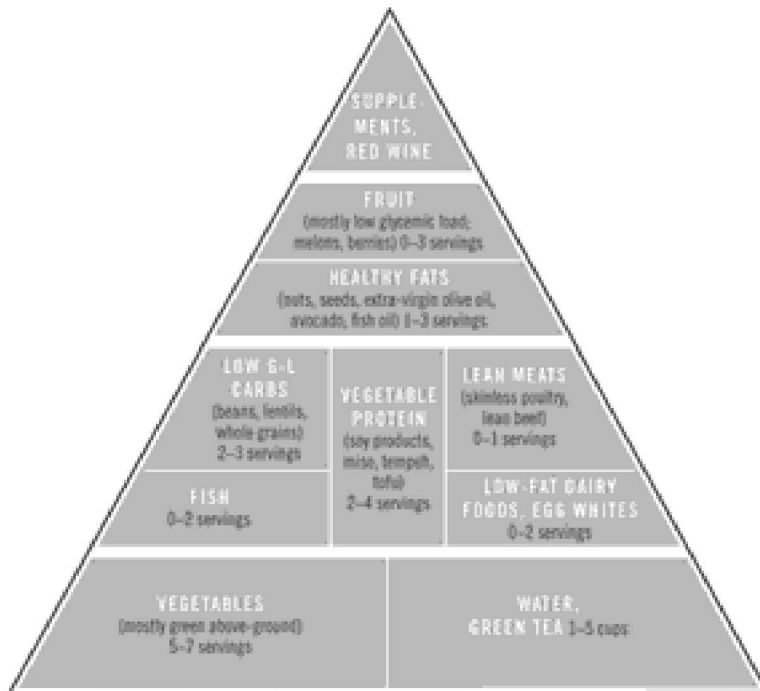 SUPPLE-
MENTS,
RED WINE
FRUIT
(mostly low glycemic load;
melons, berries) 0–3 servings
HEALTHY FATS
(nuts, seeds, extra-virgin olive oil,
avocado, fish oil) 1–3 servings
LOW G-L
CARBS
(beans, lentils,
whole grains)
2–3 servings
VEGETABLE
PROTEIN
(soy products,
miso, tempeh,
tofu)
2–4 servings
LEAN MEATS
(skinless poultry,
lean beef)
0–1 servings
FISH
0–2 servings
LOW-FAT DAIRY
FOODS, EGG WHITES
0–2 servings
VEGETABLES
(mostly green above-ground)
5–7 servings
WATER,
GREEN TEA 1–5 cups